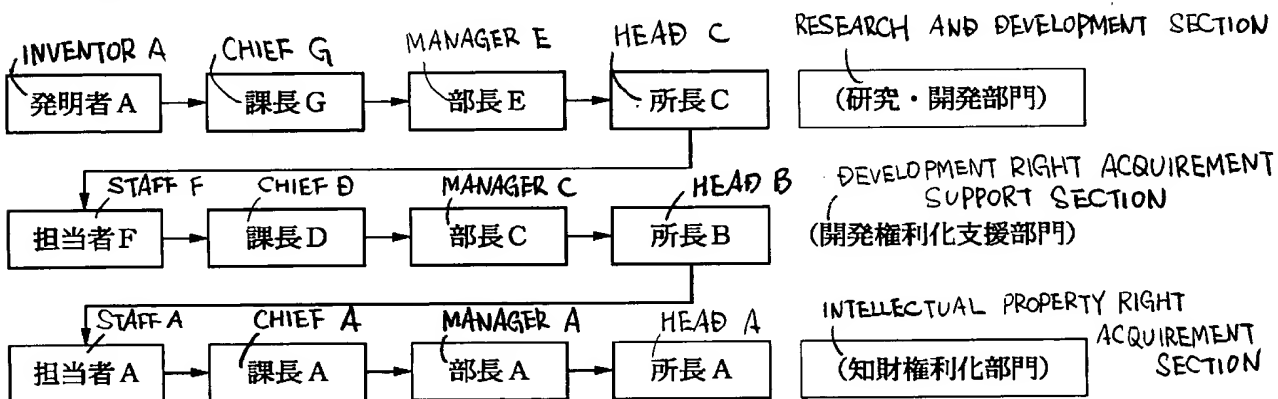 INVENTOR A CHIEF G MANAGER E HEAD C RESEARCH AND DEVELOPMENT SECTION
発明者A 課長G 部長E 所長C (研究・開発部門)
STAFF F CHIEF D MANAGER C HEAD B DEVELOPMENT RIGHT ACQUIREMENT
SUPPORT SECTION
担当者F 課長D 部長C 所長B (開発権利化支援部門)
STAFF A CHIEF A MANAGER A HEAD A INTELLECTUAL PROPERTY RIGHT
ACQUIREMENT
SECTION
担当者A 課長A 部長A 所長A (知財権利化部門)